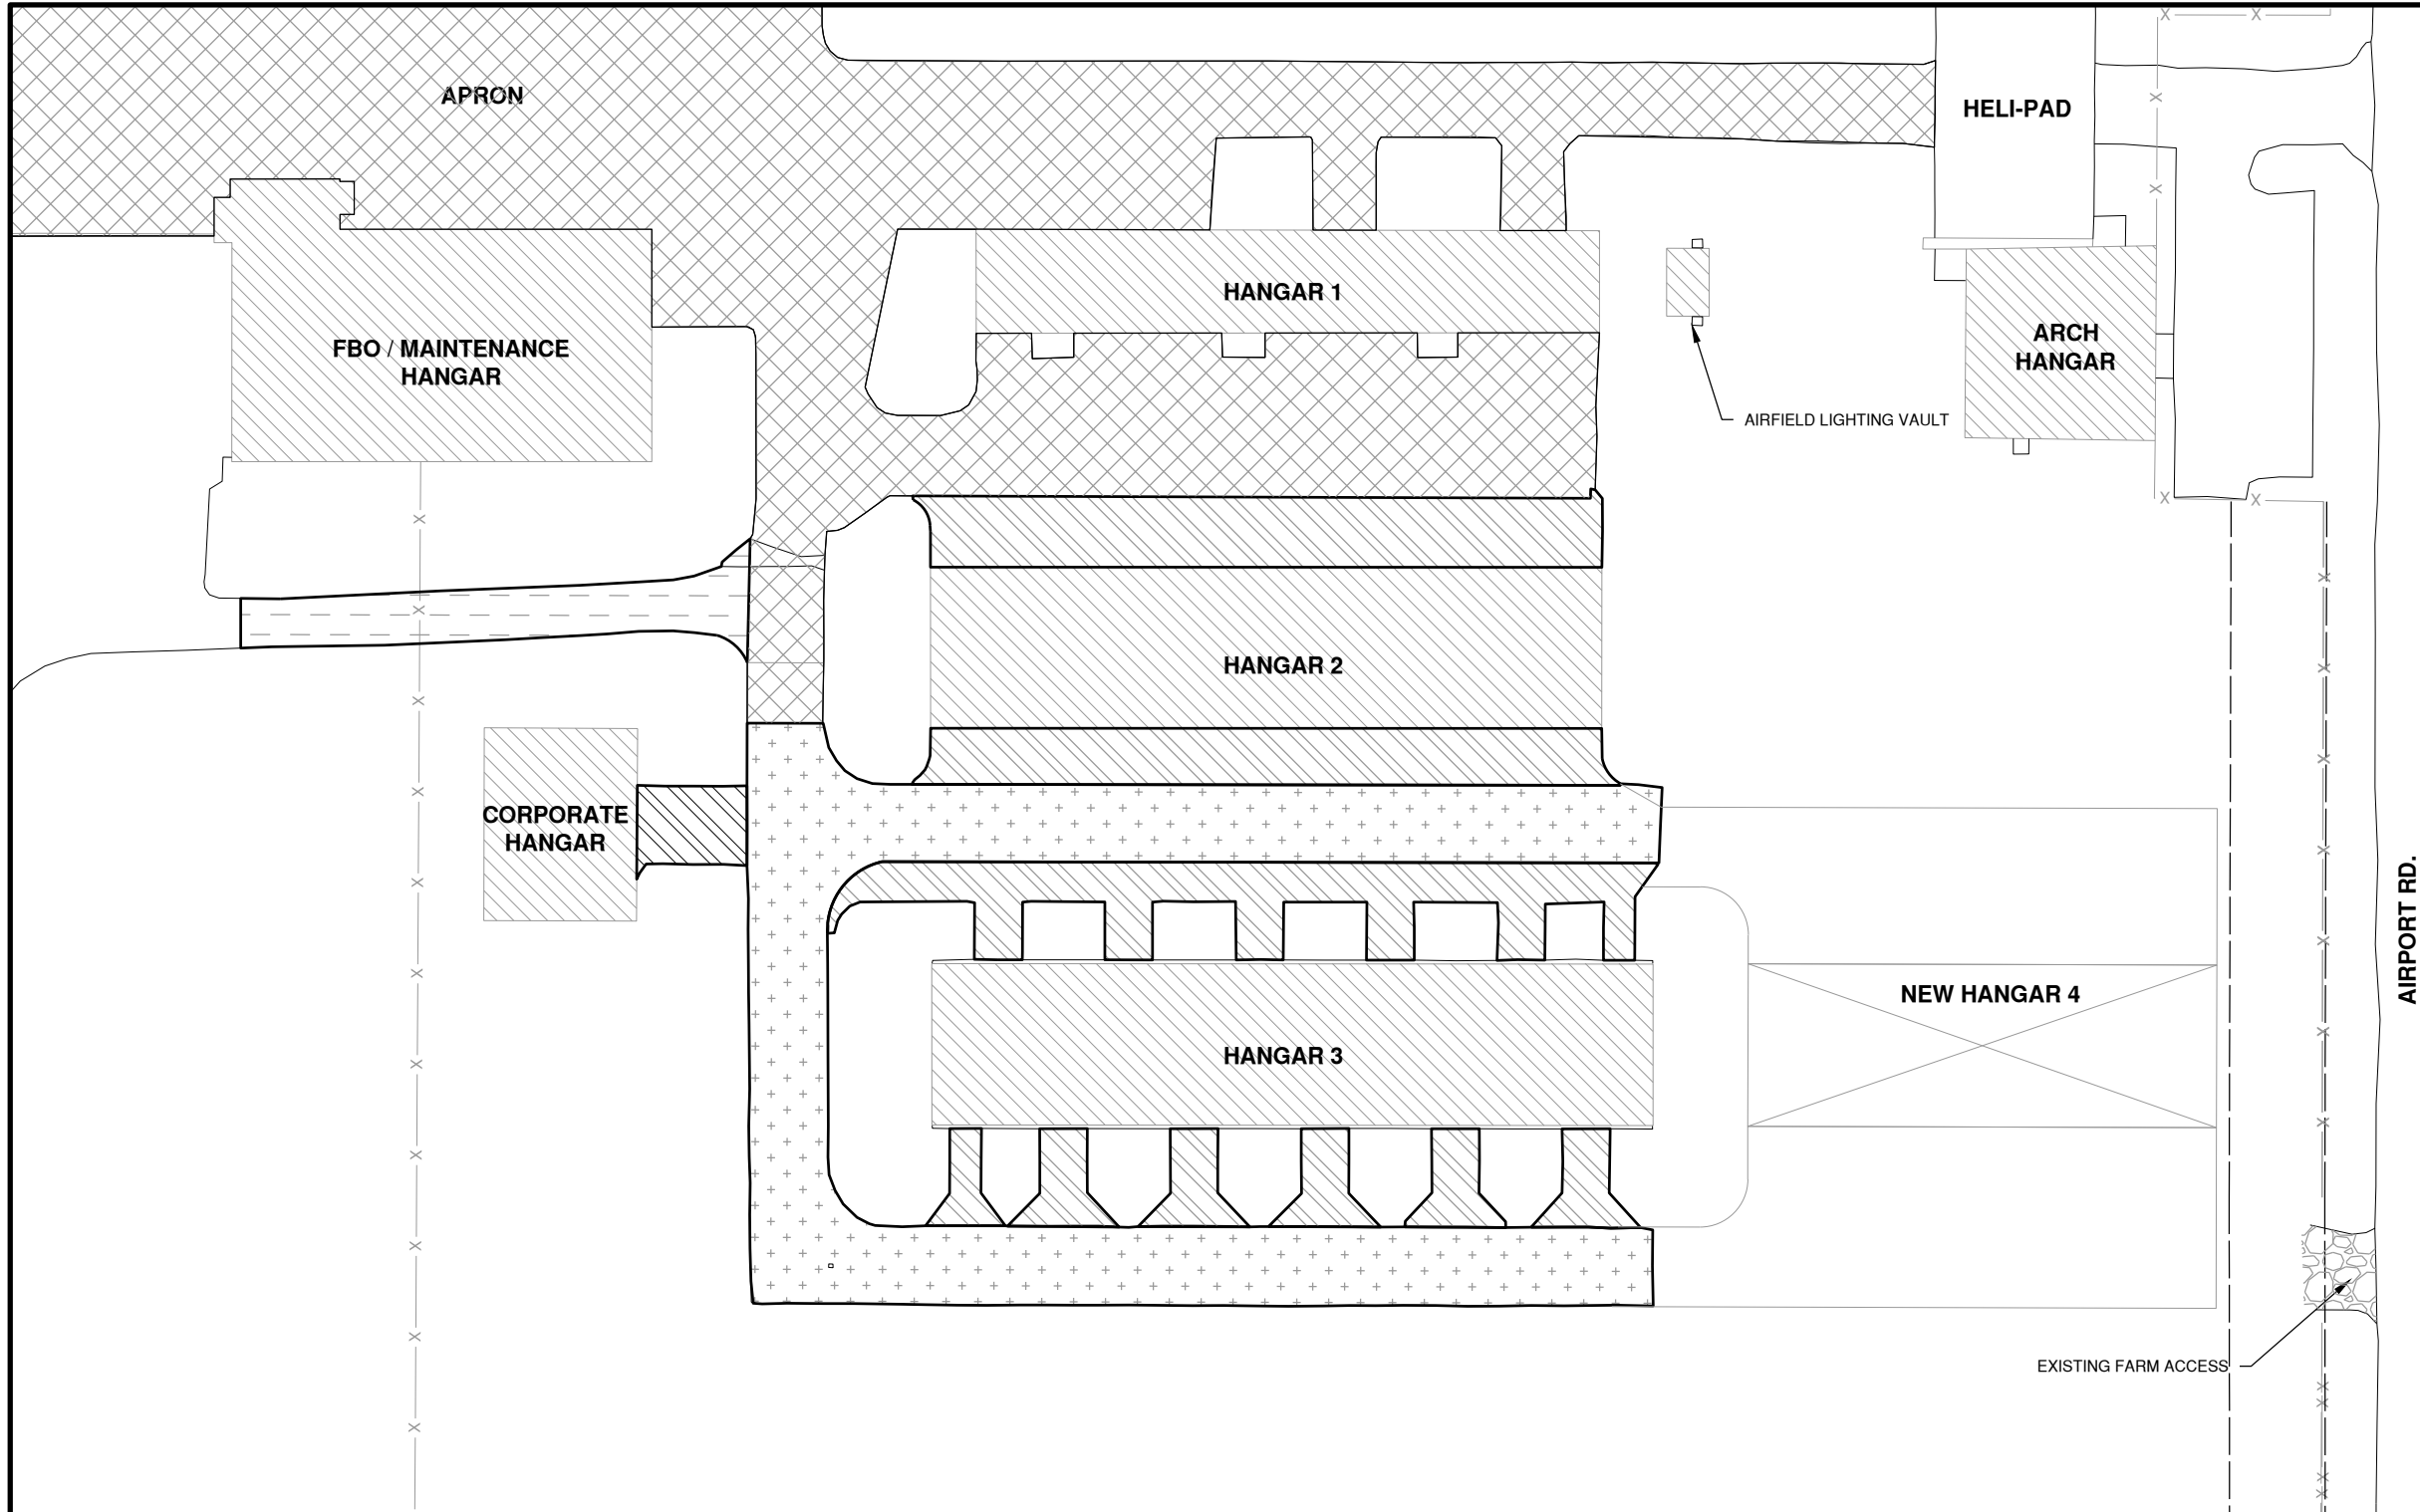 APRON
HELI-PAD
HANGAR 1
FBO / MAINTENANCE
HANGAR
ARCH
HANGAR
AIRFIELD LIGHTING VAULT
HANGAR 2
CORPORATE
HANGAR
AIRPORT RD.
NEW HANGAR 4
HANGAR 3
EXISTING FARM ACCESS